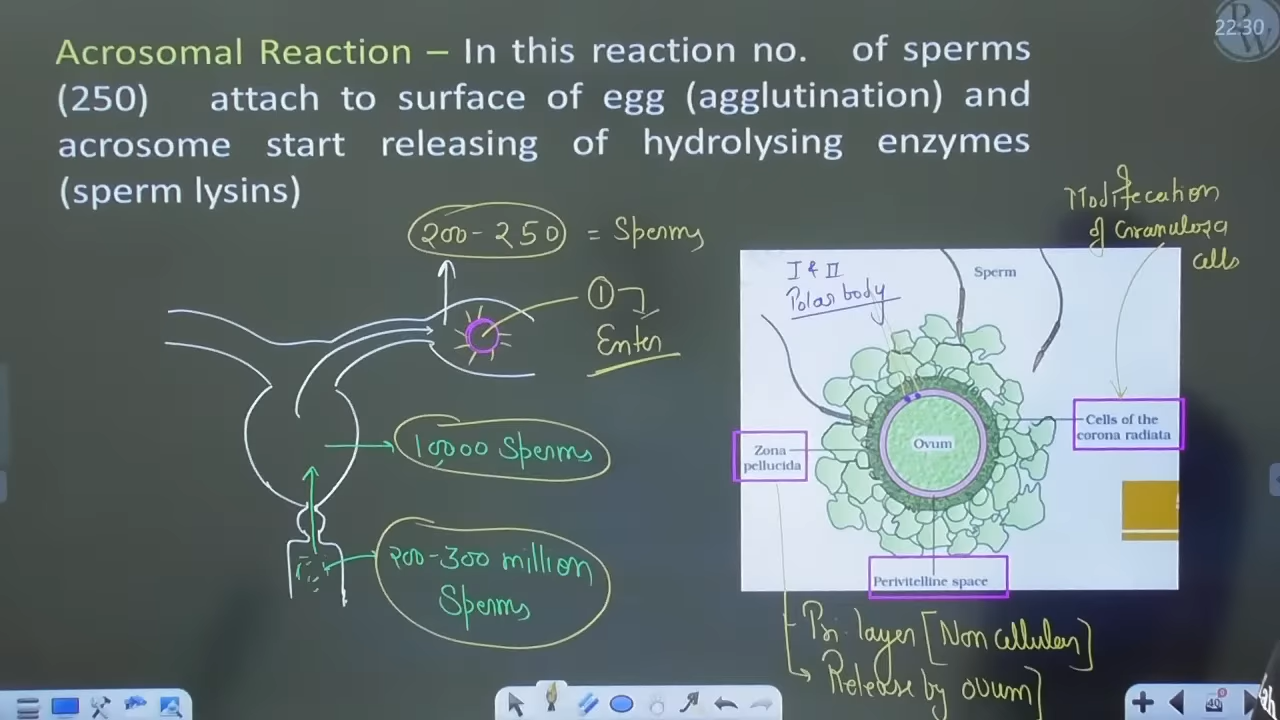 22:30
Acrosomal Reaction – In this reaction no. of sperms
(250) attach to surface of egg (agglutination) and
acrosome start releasing of hydrolysing enzymes
(sperm lysins)
200-250 = Sperms
① Enter
10000 Sperms
200-300 million
Sperms
Modifecation
of Granulosa
cells
I & II
Polar body
Sperm
Cells of the
corona radiata
Ovum
Zona
pellucida
Perivitelline space
Pri. layer [Non cellular]
Release by ovum]
40